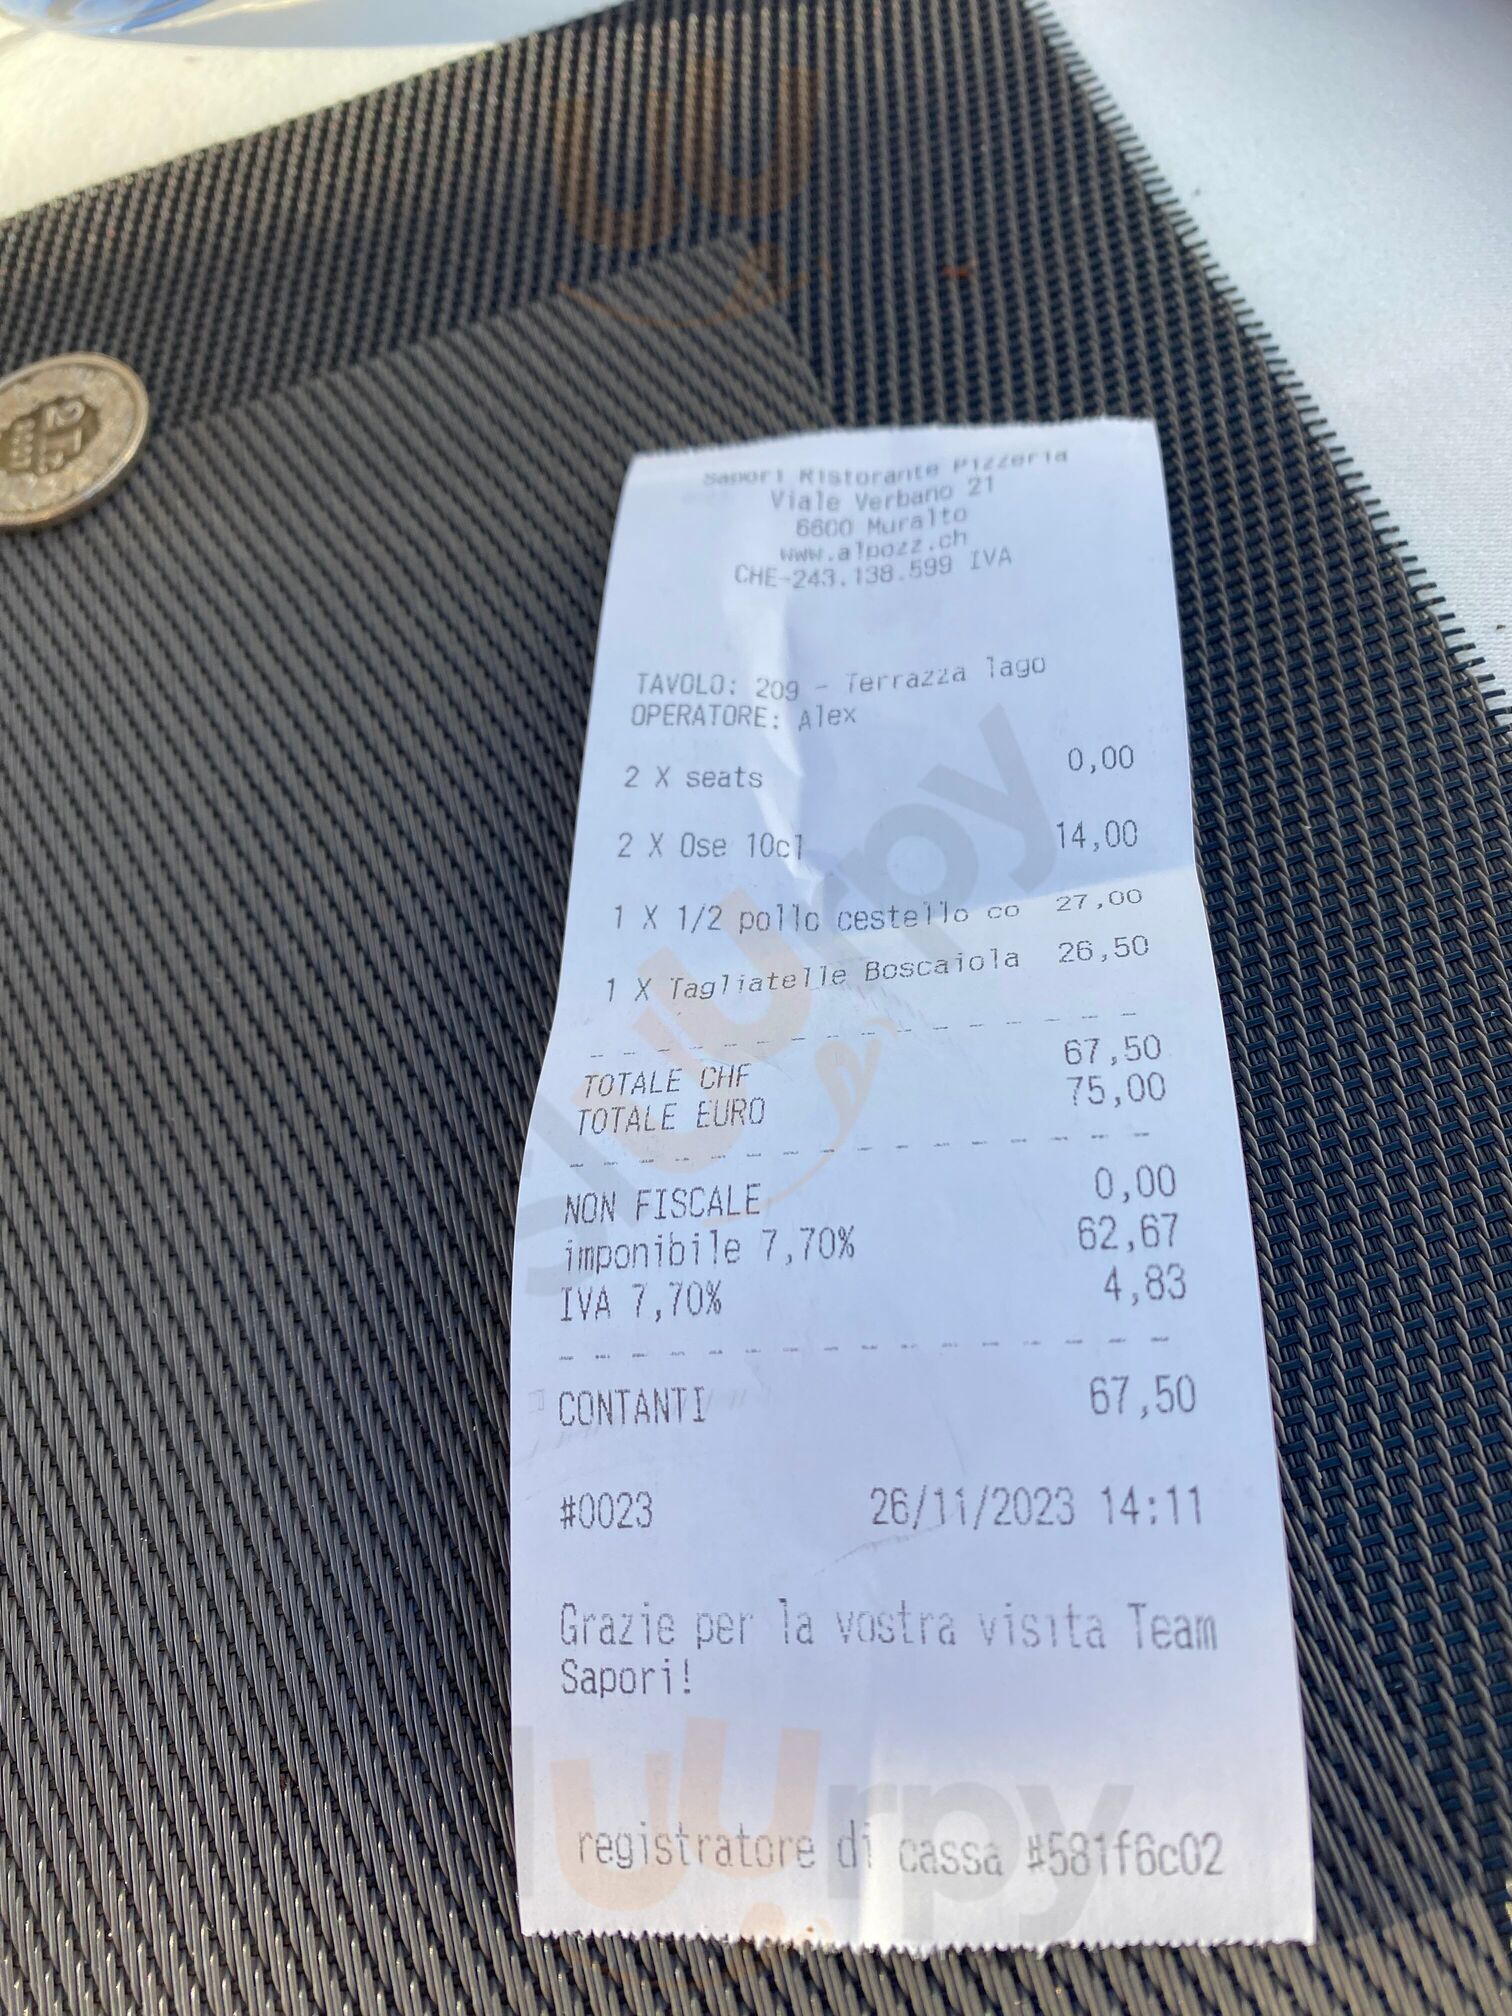 Sapori Ristorante Pizzeria
Viale Verbano 21
6600 Muralto
www.alpozz.ch
CHE-243.138.599 IVA
TAVOLO: 209 - Terrazza lago
OPERATORE: Alex
2 X seats 0,00
2 X Ose 10cl 14,00
1 X 1/2 pollo cestello co 27,00
1 X Tagliatelle Boscaiola 26,50
TOTALE CHF 67,50
TOTALE EURO 75,00
NON FISCALE 0,00
imponibile 7,70% 62,67
IVA 7,70% 4,83
CONTANTI 67,50
#0023 26/11/2023 14:11
Grazie per la vostra visita Team
Sapori!
registratore di cassa #581f6c02
sluurpy